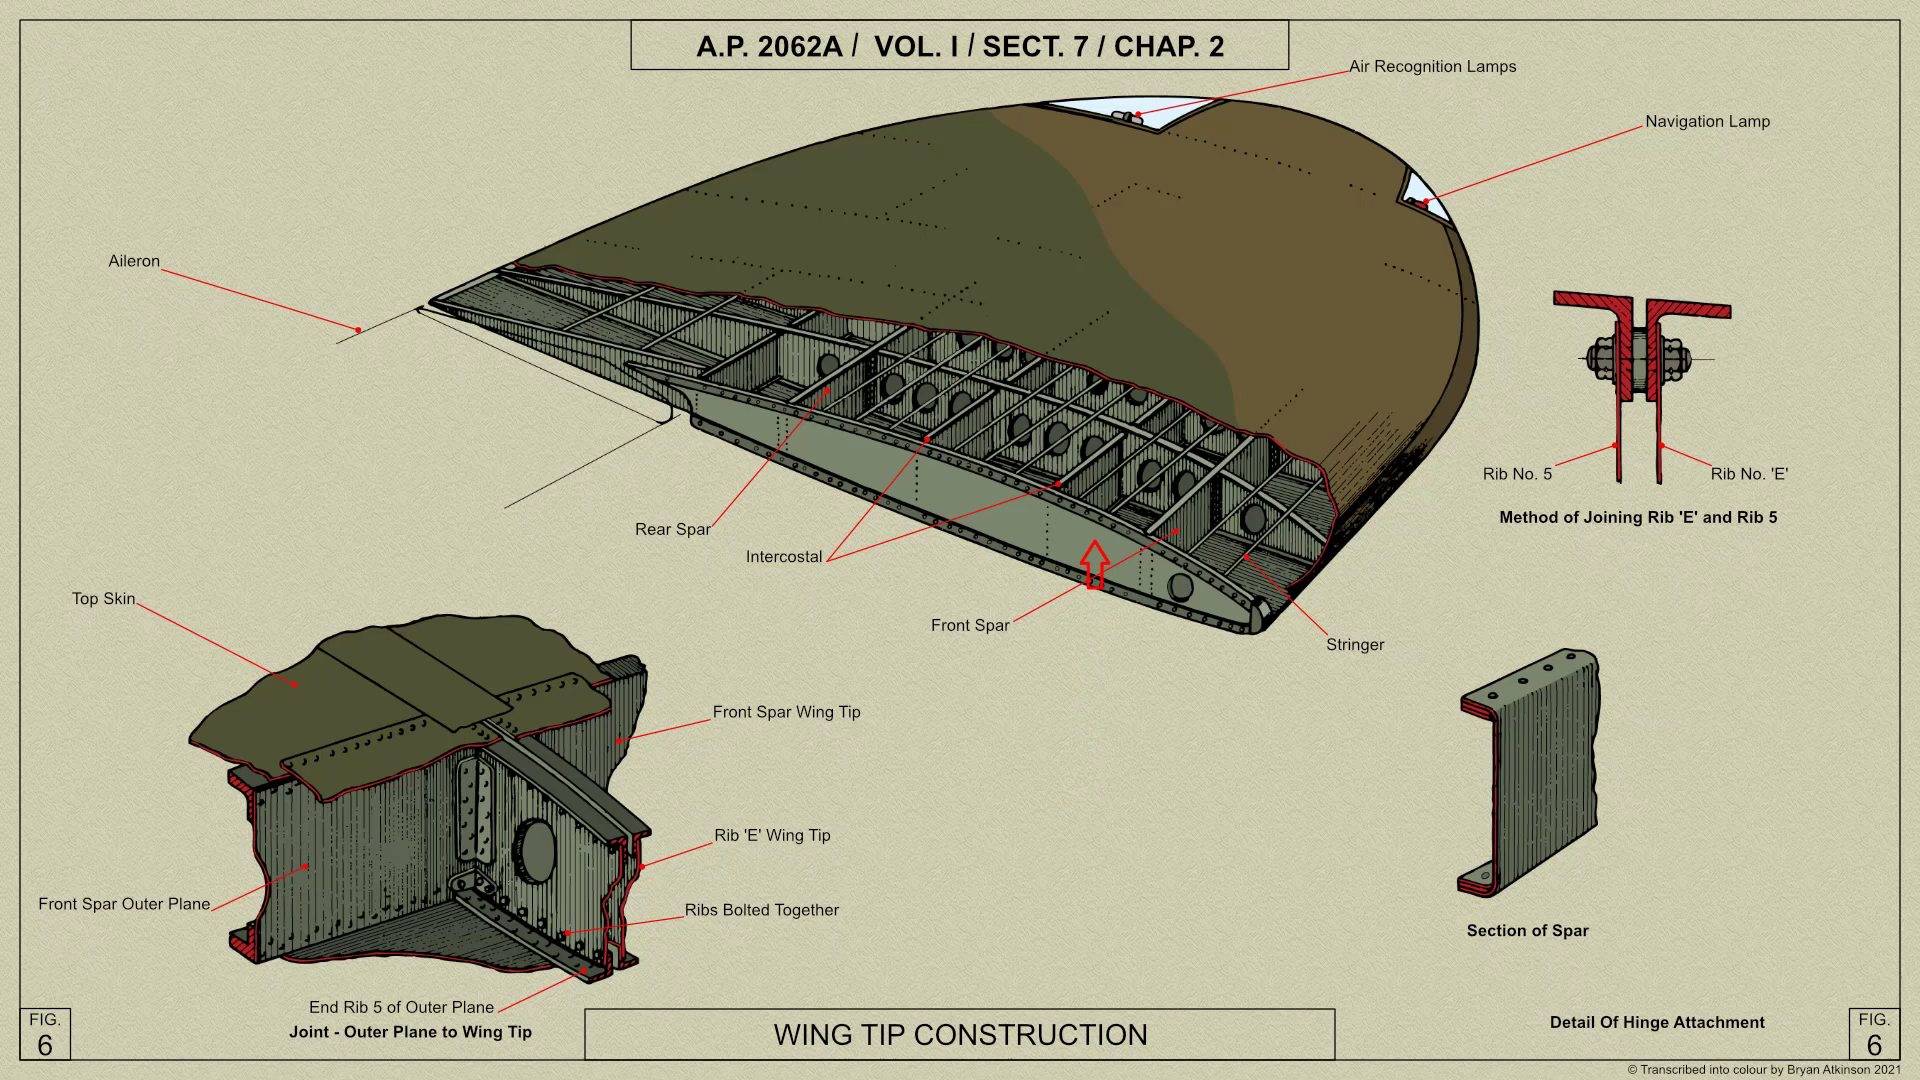 A.P. 2062A / VOL. I / SECT. 7 / CHAP. 2
Air Recognition Lamps
Navigation Lamp
Aileron
Rib No. 5
Rib No. 'E'
Method of Joining Rib 'E' and Rib 5
Rear Spar
Intercostal
Front Spar
Stringer
Top Skin
Front Spar Wing Tip
Rib 'E' Wing Tip
Front Spar Outer Plane
Ribs Bolted Together
Section of Spar
End Rib 5 of Outer Plane
Joint - Outer Plane to Wing Tip
Detail Of Hinge Attachment
FIG.
6
WING TIP CONSTRUCTION
FIG.
6
© Transcribed into colour by Bryan Atkinson 2021